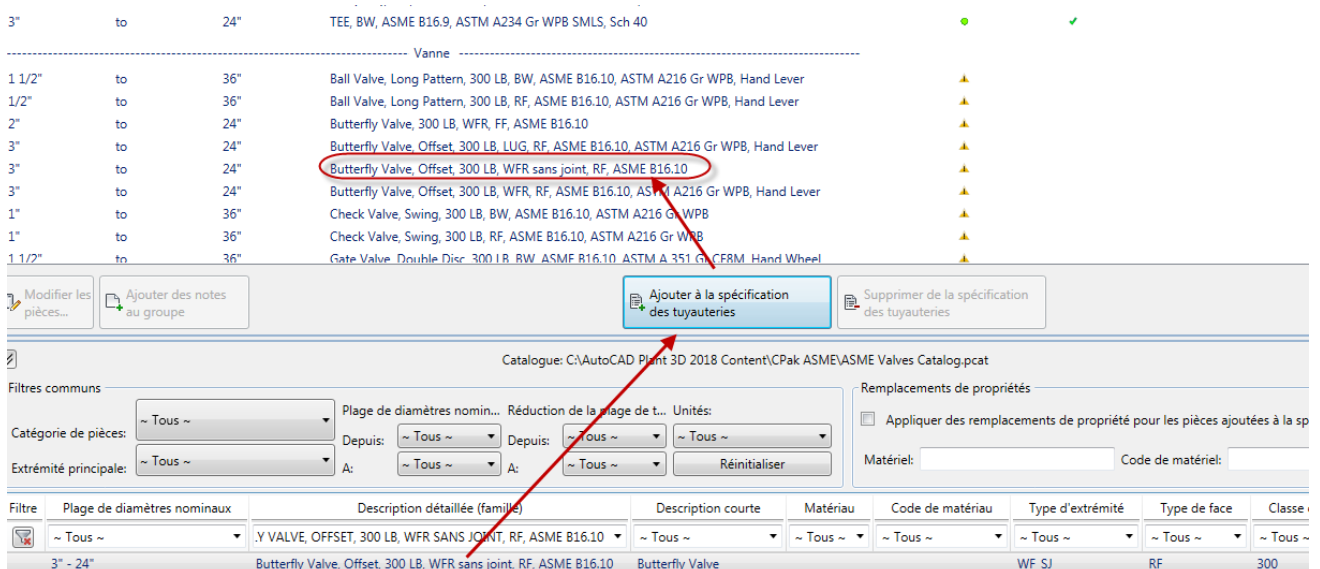 3" to 24" TEE, BW, ASME B16.9, ASTM A234 Gr WPB SMLS, Sch 40
Vanne
1 1/2" to 36" Ball Valve, Long Pattern, 300 LB, BW, ASME B16.10, ASTM A216 Gr WPB, Hand Lever
1/2" to 36" Ball Valve, Long Pattern, 300 LB, RF, ASME B16.10, ASTM A216 Gr WPB, Hand Lever
2" to 24" Butterfly Valve, 300 LB, WFR, FF, ASME B16.10
3" to 24" Butterfly Valve, Offset, 300 LB, LUG, RF, ASME B16.10, ASTM A216 Gr WPB, Hand Lever
3" to 24" Butterfly Valve, Offset, 300 LB, WFR sans joint, RF, ASME B16.10
3" to 24" Butterfly Valve, Offset, 300 LB, WFR, RF, ASME B16.10, ASTM A216 Gr WPB, Hand Lever
1" to 36" Check Valve, Swing, 300 LB, BW, ASME B16.10, ASTM A216 Gr WPB
1" to 36" Check Valve, Swing, 300 LB, RF, ASME B16.10, ASTM A216 Gr WPB
1 1/2" to 36" Gate Valve, Double Disc, 300 LB, BW, ASME B16.10, ASTM A 351 Gr CF8M, Hand Wheel
Modifier les pièces...
Ajouter des notes au groupe
Ajouter à la spécification des tuyauteries
Supprimer de la spécification des tuyauteries
Catalogue: C:\AutoCAD Plant 3D 2018 Content\CPak ASME\ASME Valves Catalog.pcat
Filtres communs
Remplacements de propriétés
Catégorie de pièces: ~ Tous ~
Plage de diamètres nomin... Réduction de la plage de t... Unités:
Depuis: ~ Tous ~ Depuis: ~ Tous ~ ~ Tous ~
Appliquer des remplacements de propriété pour les pièces ajoutées à la sp
Extrémité principale: ~ Tous ~ A: ~ Tous ~ A: ~ Tous ~ Réinitialiser
Matériel: Code de matériel:
Filtre Plage de diamètres nominaux Description détaillée (famille) Description courte Matériau Code de matériau Type d'extrémité Type de face Classe
~ Tous ~ .Y VALVE, OFFSET, 300 LB, WFR SANS JOINT, RF, ASME B16.10 ~ Tous ~ ~ Tous ~ ~ Tous ~ ~ Tous ~ ~ Tous ~ ~ Tous ~
3" - 24" Butterfly Valve, Offset, 300 LB, WFR sans joint, RF, ASME B16.10 Butterfly Valve WF SJ RF 300